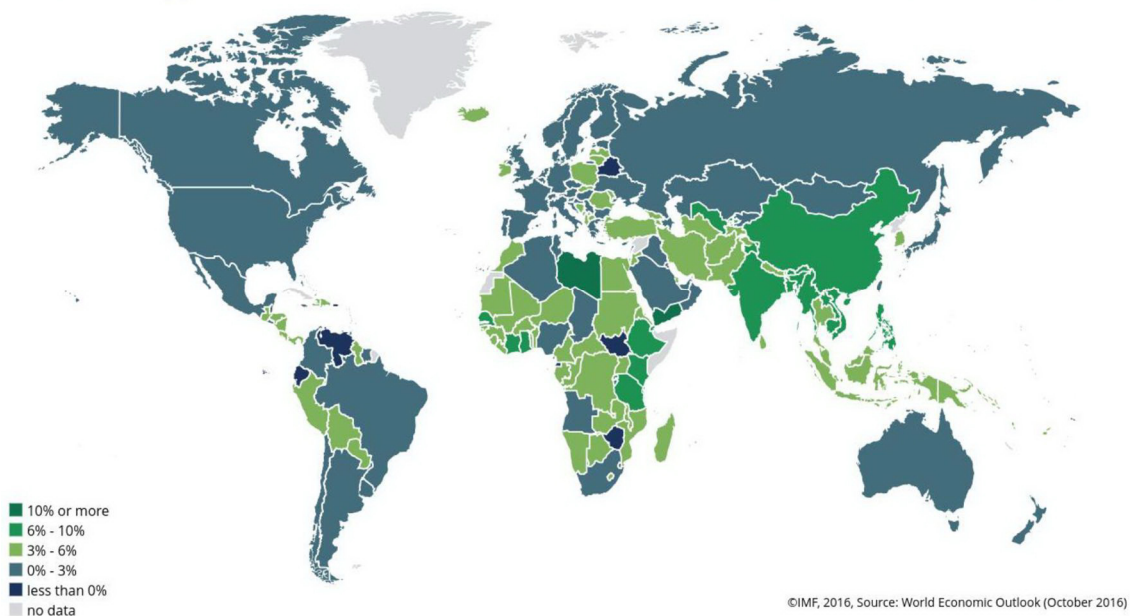 10% or more
6% - 10%
3% - 6%
0% - 3%
less than 0%
no data
©IMF, 2016, Source: World Economic Outlook (October 2016)